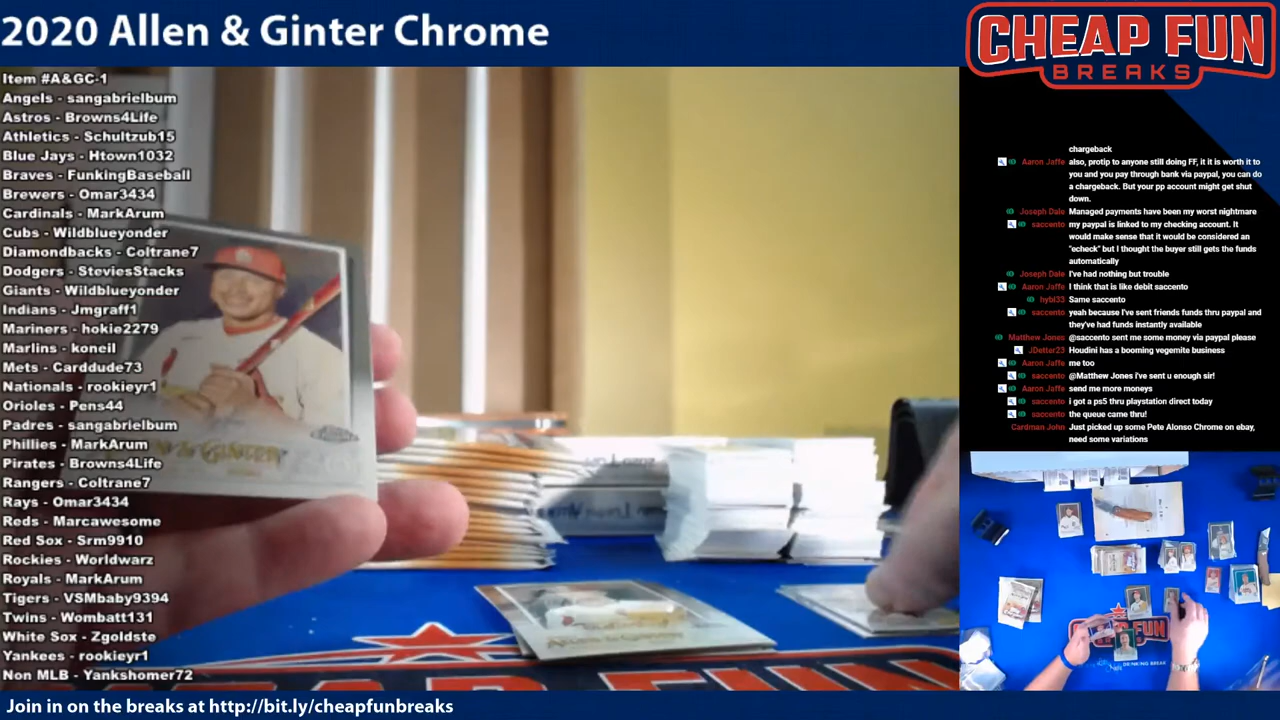 2020 Allen & Ginter Chrome
CHEAP FUN
BREAKS
Item #A&GC-1
Angels - sangabrielbum
Astros - Browns4Life
Athletics - Schultzub15
Blue Jays - Htown1032
Braves - FunkingBaseball
Brewers - Omar3434
Cardinals - MarkArum
Cubs - Wildblueyonder
Diamondbacks - Coltrane7
Dodgers - SteviesStacks
Giants - Wildblueyonder
Indians - Jmgraff1
Mariners - hokie2279
Marlins - koneil
Mets - Carddude73
Nationals - rookieyr1
Orioles - Pens44
Padres - sangabrielbum
Phillies - MarkArum
Pirates - Browns4Life
Rangers - Coltrane7
Rays - Omar3434
Reds - Marcawesome
Red Sox - Srm9910
Rockies - Worldwarz
Royals - MarkArum
Tigers - VSMbaby9394
Twins - Wombatt131
White Sox - Zgoldste
Yankees - rookieyr1
Non MLB - Yankshomer72
chargeback
Aaron Jaffe also, protip to anyone still doing FF, it it is worth it to
you and you pay through bank via paypal, you can do
a chargeback. But your pp account might get shut
down.
Joseph Dale Managed payments have been my worst nightmare
saccento my paypal is linked to my checking account. It
would make sense that it would be considered an
"echeck" but I thought the buyer still gets the funds
automatically
Joseph Dale I've had nothing but trouble
Aaron Jaffe I think that is like debit saccento
hybl33 Same saccento
saccento yeah because I've sent friends funds thru paypal and
they've had funds instantly available
Matthew Jones @saccento sent me some money via paypal please
JDetter23 Houdini has a booming vegemite business
Aaron Jaffe me too
saccento @Matthew Jones i've sent u enough sir!
Aaron Jaffe send me more moneys
saccento i got a ps5 thru playstation direct today
saccento the queue came thru!
Cardman John Just picked up some Pete Alonso Chrome on ebay,
need some variations
CHEAP FUN
Join in on the breaks at http://bit.ly/cheapfunbreaks